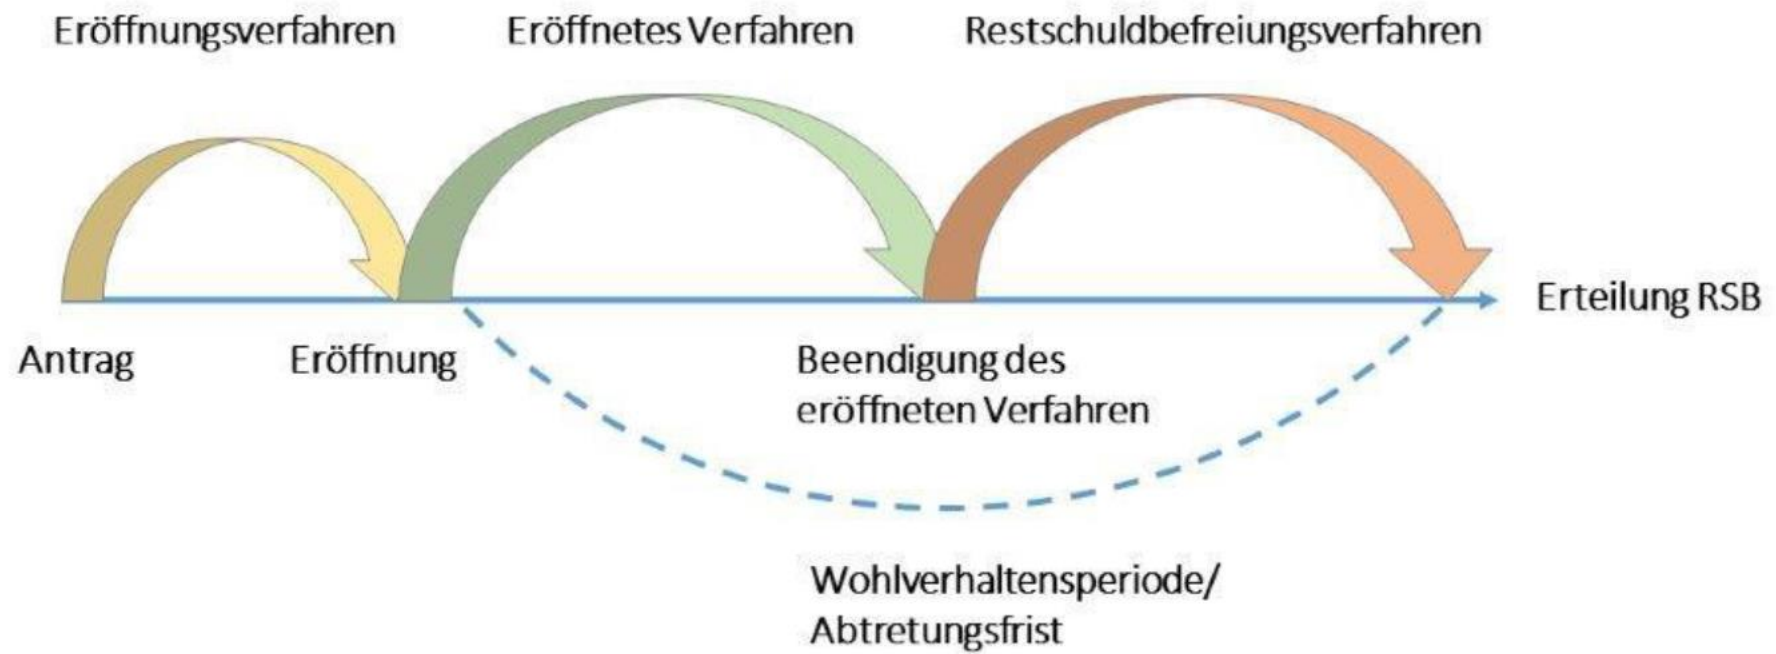 Eröffnungsverfahren
Eröffnetes Verfahren
Restschuldbefreiungsverfahren
Erteilung RSB
Antrag
Eröffnung
Beendigung des
eröffneten Verfahren
Wohlverhaltensperiode/
Abtretungsfrist